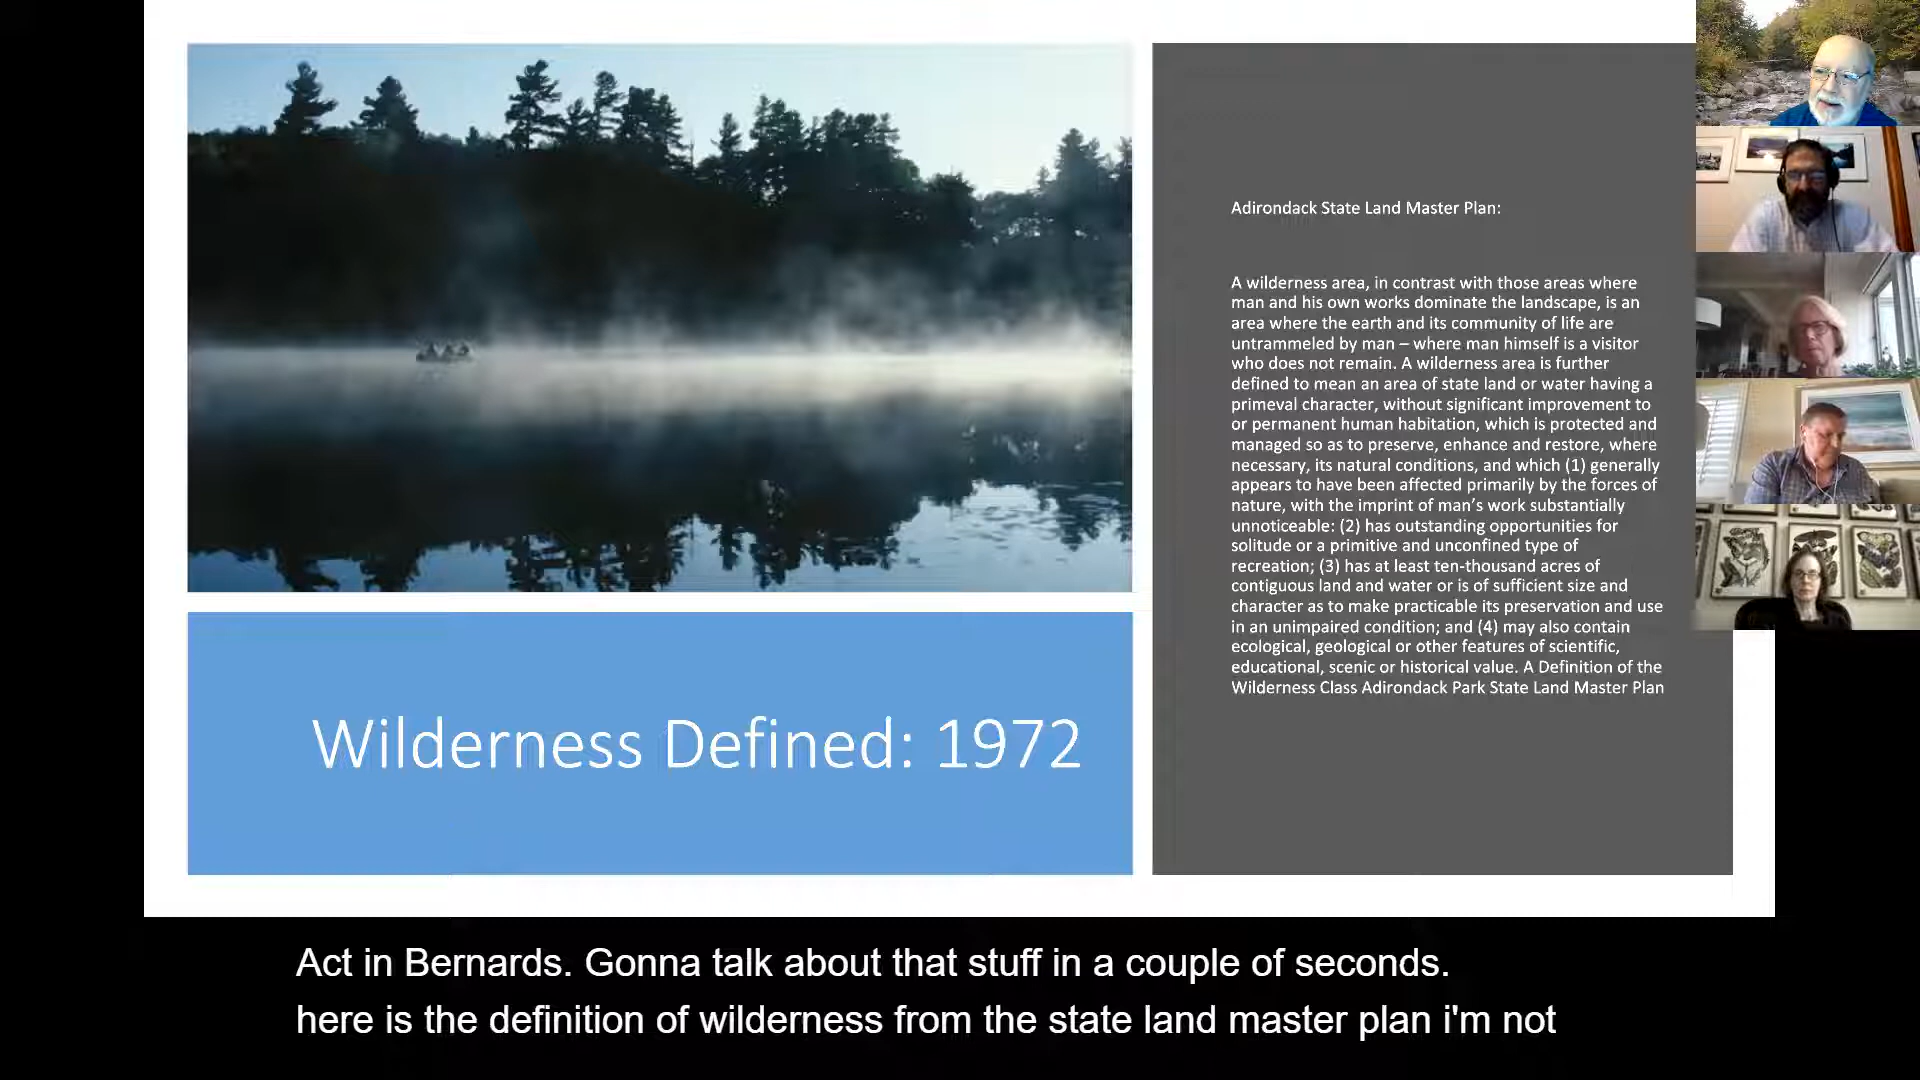 Adirondack State Land Master Plan:
A wilderness area, in contrast with those areas where
man and his own works dominate the landscape, is an
area where the earth and its community of life are
untrammeled by man – where man himself is a visitor
who does not remain. A wilderness area is further
defined to mean an area of state land or water having a
primeval character, without significant improvement to
or permanent human habitation, which is protected and
managed so as to preserve, enhance and restore, where
necessary, its natural conditions, and which (1) generally
appears to have been affected primarily by the forces of
nature, with the imprint of man's work substantially
unnoticeable: (2) has outstanding opportunities for
solitude or a primitive and unconfined type of
recreation; (3) has at least ten-thousand acres of
contiguous land and water or is of sufficient size and
character as to make practicable its preservation and use
in an unimpaired condition; and (4) may also contain
ecological, geological or other features of scientific,
educational, scenic or historical value. A Definition of the
Wilderness Class Adirondack Park State Land Master Plan
Wilderness Defined: 1972
Act in Bernards. Gonna talk about that stuff in a couple of seconds.
here is the definition of wilderness from the state land master plan i'm not